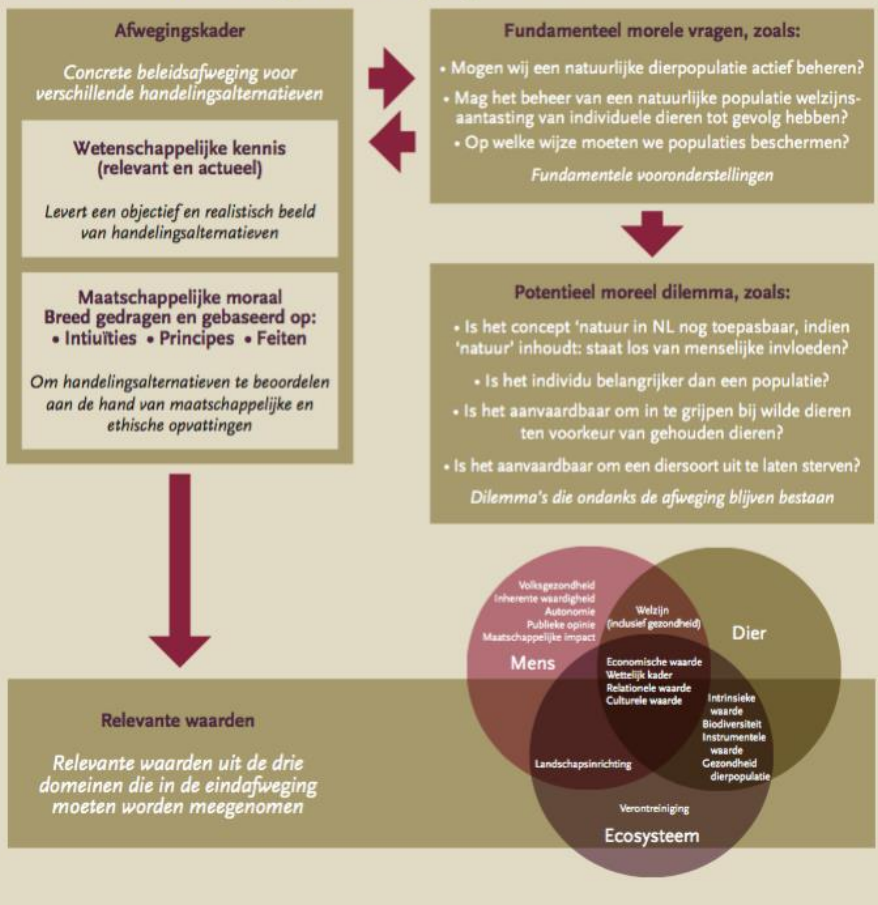 Afwegingskader
Concrete beleidsafweging voor
verschillende handelingsalternatieven
Wetenschappelijke kennis
(relevant en actueel)
Levert een objectief en realistisch beeld
van handelingsalternatieven
Maatschappelijke moraal
Breed gedragen en gebaseerd op:
• Intiuïties • Principes • Feiten
Om handelingsalternatieven te beoordelen
aan de hand van maatschappelijke en
ethische opvattingen
Fundamenteel morele vragen, zoals:
• Mogen wij een natuurlijke dierpopulatie actief beheren?
• Mag het beheer van een natuurlijke populatie welzijns-
aantasting van individuele dieren tot gevolg hebben?
• Op welke wijze moeten we populaties beschermen?
Fundamentele vooronderstellingen
Potentieel moreel dilemma, zoals:
• Is het concept ‘natuur in NL nog toepasbaar, indien
‘natuur’ inhoudt: staat los van menselijke invloeden?
• Is het individu belangrijker dan een populatie?
• Is het aanvaardbaar om in te grijpen bij wilde dieren
ten voorkeur van gehouden dieren?
• Is het aanvaardbaar om een diersoort uit te laten sterven?
Dilemma's die ondanks de afweging blijven bestaan
Relevante waarden
Relevante waarden uit de drie
domeinen die in de eindafweging
moeten worden meegenomen
Volksgezondheid
Inherente waardigheid
Autonomie
Publieke opinie
Maatschappelijke impact
Mens
Welzijn
(inclusief gezondheid)
Dier
Economische waarde
Wettelijk kader
Relationele waarde
Culturele waarde
Intrinsieke
waarde
Biodiversiteit
Instrumentele
waarde
Gezondheid
dierpopulatie
Landschapsinrichting
Verontreiniging
Ecosysteem